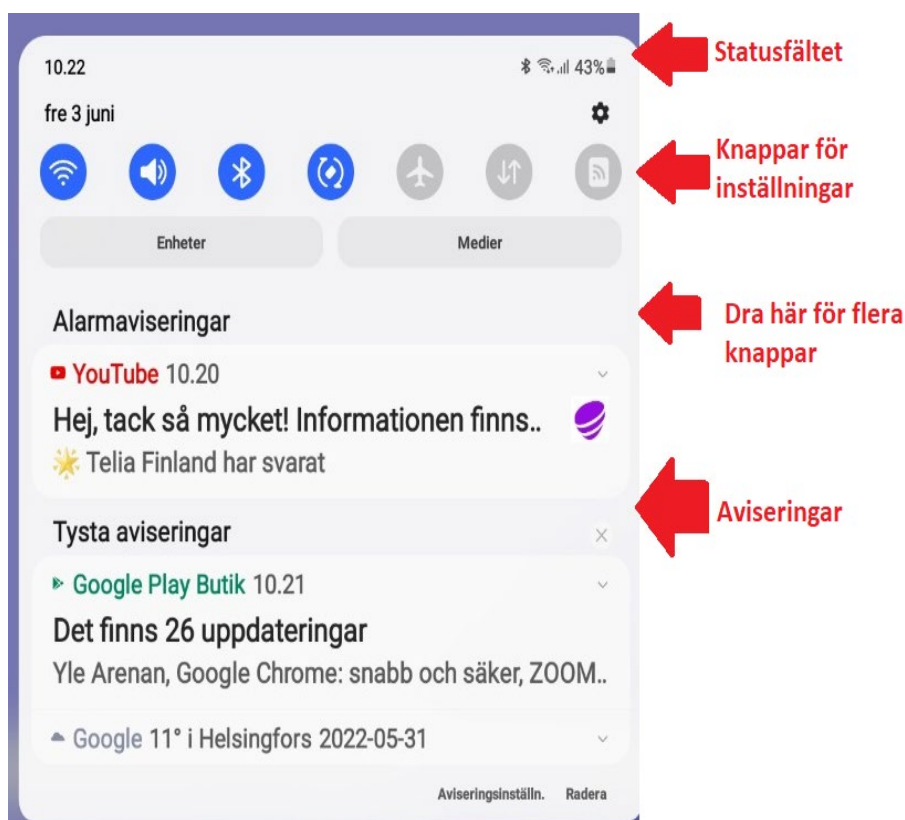 10.22 43%
Statusfältet
fre 3 juni
Knappar för
inställningar
Enheter Medier
Dra här för flera
knappar
Alarmaviseringar
YouTube 10.20
Hej, tack så mycket! Informationen finns..
Telia Finland har svarat
Aviseringar
Tysta aviseringar
Google Play Butik 10.21
Det finns 26 uppdateringar
Yle Arenan, Google Chrome: snabb och säker, ZOOM..
Google 11° i Helsingfors 2022-05-31
Aviseringsinställn. Radera